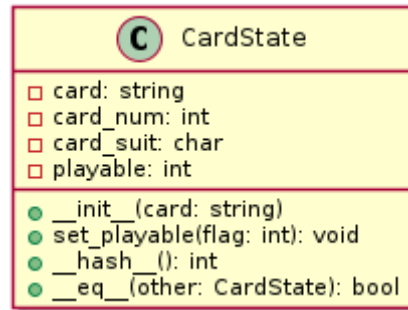 C CardState
card: string
card_num: int
card_suit: char
playable: int
__init__(card: string)
set_playable(flag: int): void
__hash__(): int
__eq__(other: CardState): bool